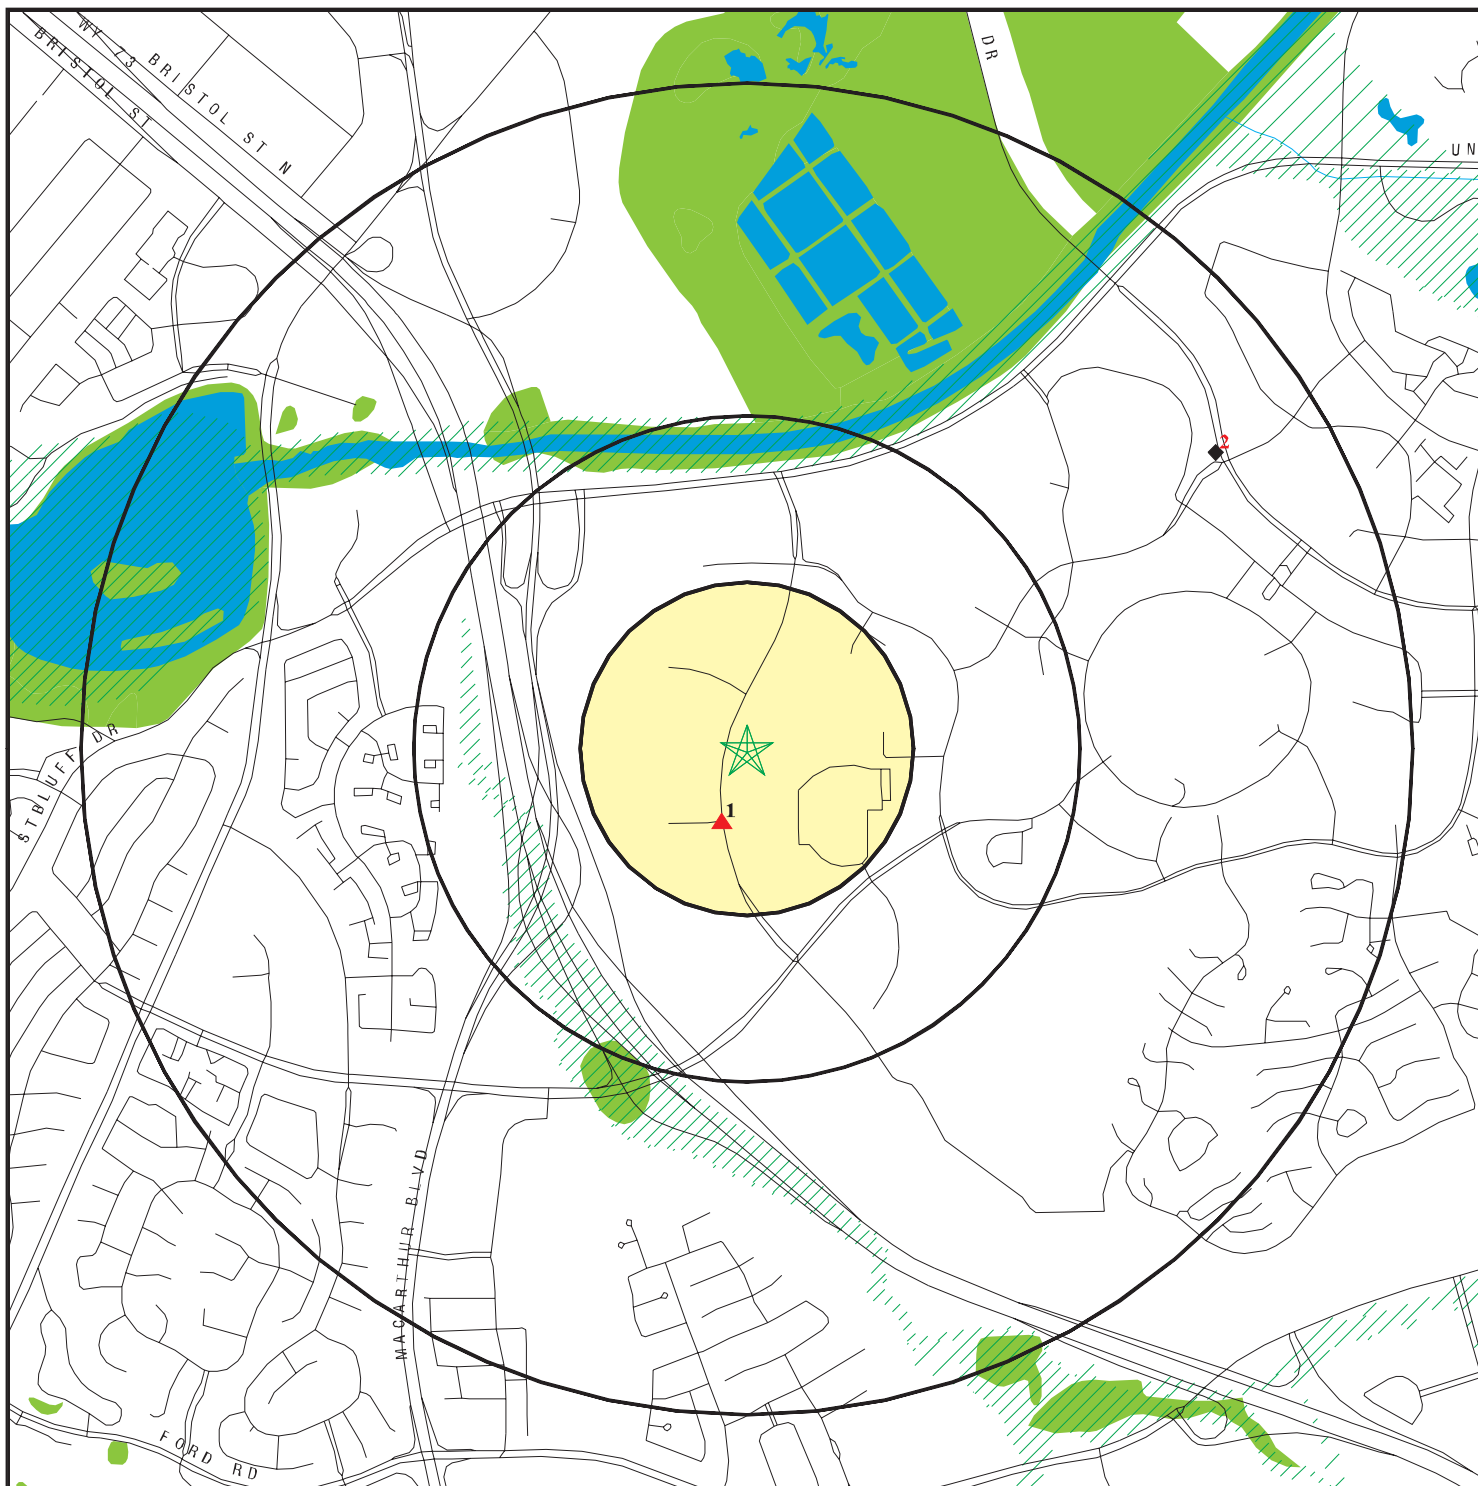 WY 73 BRISTOL ST N
BRISTOL ST
DR
UN
2
STBLUFF DR
1
MACARTHUR BLVD
FORD RD